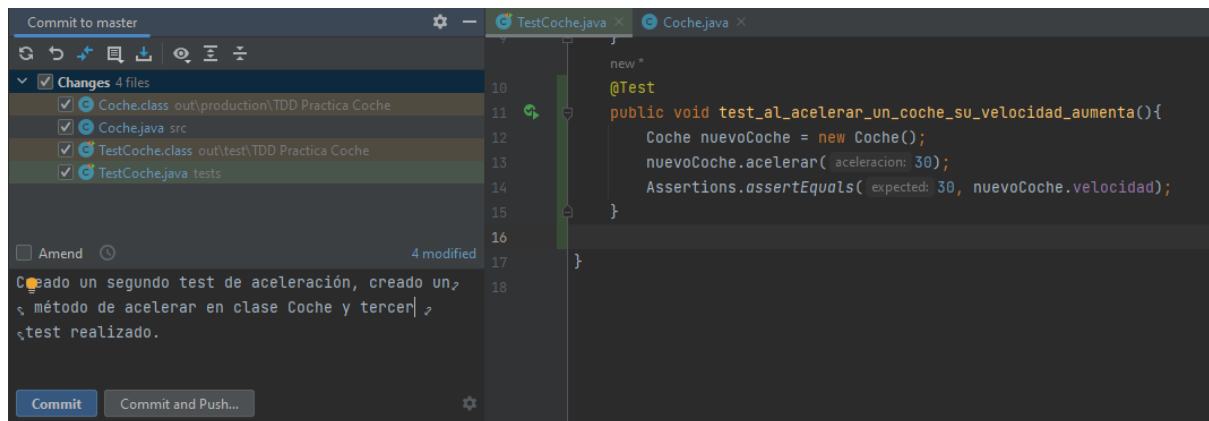 Commit to master
Changes 4 files
Coche.class out\production\TDD Practica Coche
Coche.java src
TestCoche.class out\test\TDD Practica Coche
TestCoche.java tests
Amend
4 modified
Creado un segundo test de aceleración, creado un
método de acelerar en clase Coche y tercer
test realizado.
Commit
Commit and Push...
TestCoche.java
Coche.java
9 }
new *
10 @Test
11 public void test_al_acelerar_un_coche_su_velocidad_aumenta(){
12 Coche nuevoCoche = new Coche();
13 nuevoCoche.acelerar( aceleracion: 30);
14 Assertions.assertEquals( expected: 30, nuevoCoche.velocidad);
15 }
16
17 }
18